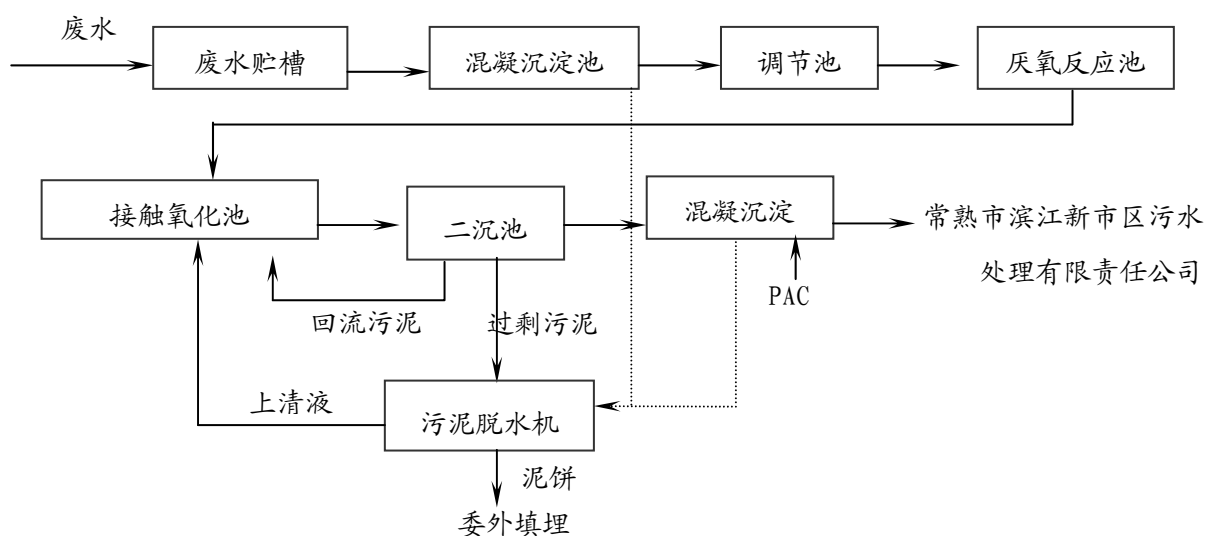 废水
废水贮槽
混凝沉淀池
调节池
厌氧反应池
接触氧化池
二沉池
混凝沉淀
常熟市滨江新市区污水
处理有限责任公司
PAC
回流污泥
过剩污泥
上清液
污泥脱水机
泥饼
委外填埋